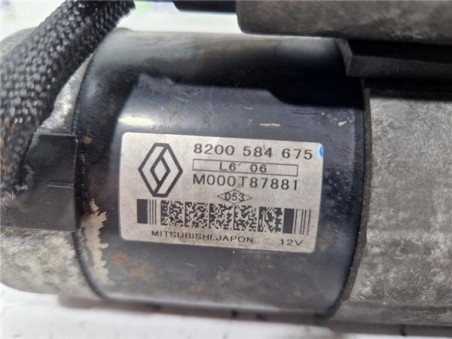 8200 584 675
L6' 06
M000T87881
053
MITSUBISHI.JAPON 12V